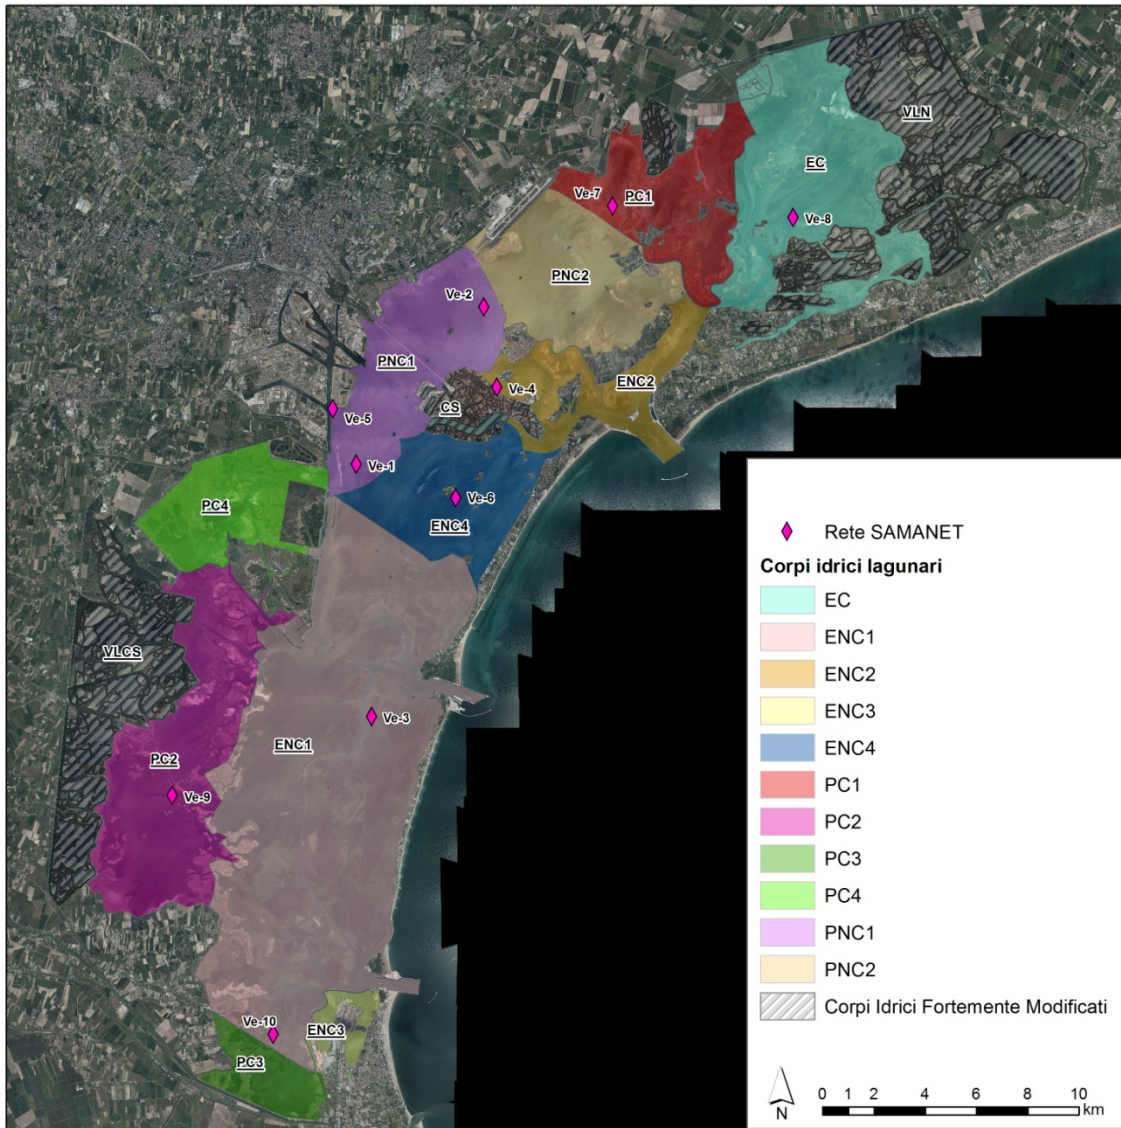 VLN
EC
Ve-7
PC1
Ve-8
PNC2
Ve-2
PNC1
Ve-4
ENC2
CS
Ve-5
Ve-1
Ve-6
PC4
ENC4
VLCS
Ve-3
ENC1
PC2
Ve-9
Ve-10
ENC3
PC3
Rete SAMANET
Corpi idrici lagunari
EC
ENC1
ENC2
ENC3
ENC4
PC1
PC2
PC3
PC4
PNC1
PNC2
Corpi Idrici Fortemente Modificati
N
0 1 2 4 6 8 10
km